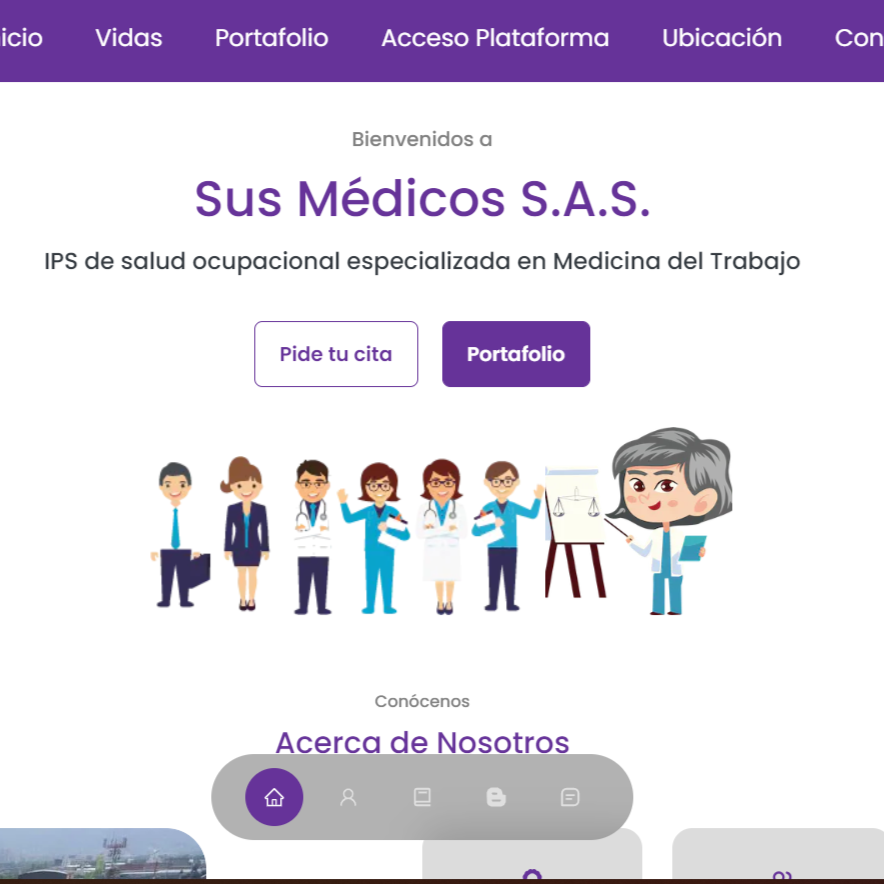 icio Vidas Portafolio Acceso Plataforma Ubicación Con
Bienvenidos a
Sus Médicos S.A.S.
IPS de salud ocupacional especializada en Medicina del Trabajo
Pide tu cita Portafolio
Conócenos
Acerca de Nosotros